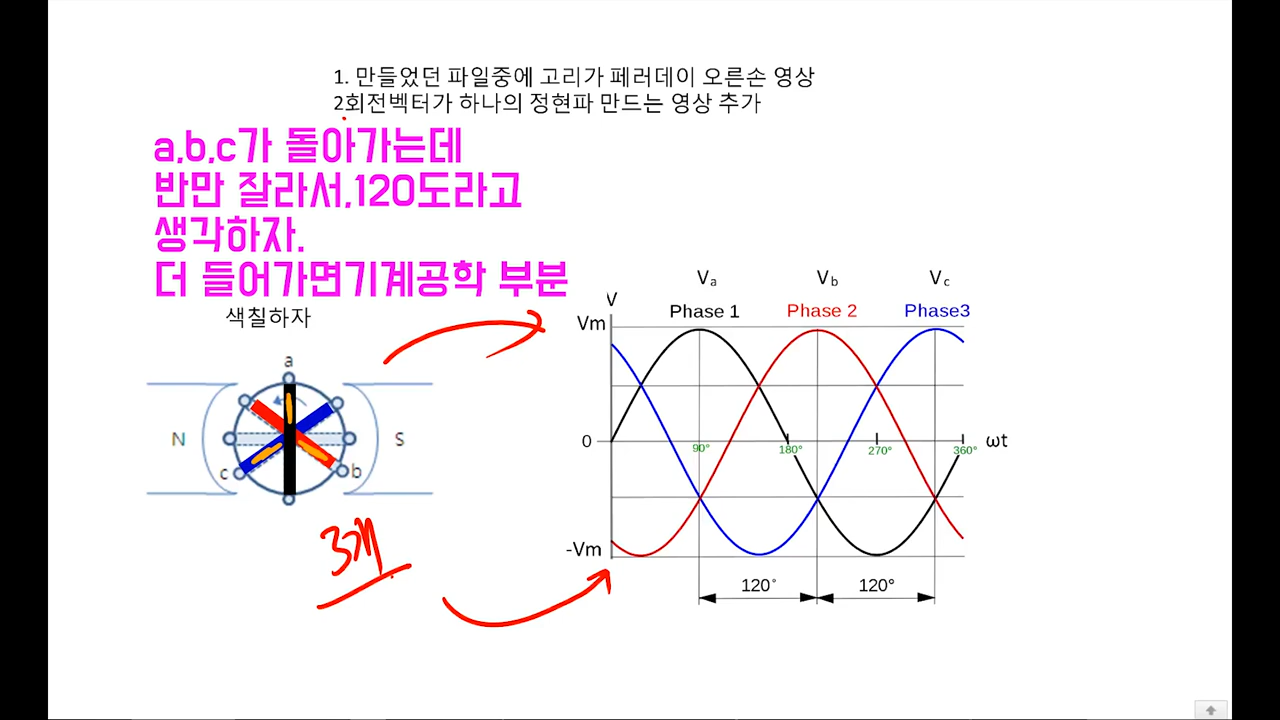 1. 만들었던 파일중에 고리가 페러데이 오른손 영상
2회전벡터가 하나의 정현파 만드는 영상 추가
a,b,c가 돌아가는데
반만 잘라서,120도라고
생각하자.
더 들어가면기계공학 부분
색칠하자
a
N
S
c
b
3개
Va
Vb
Vc
V
Phase 1
Phase 2
Phase3
Vm
0
90°
180°
270°
360°
ωt
-Vm
120°
120°